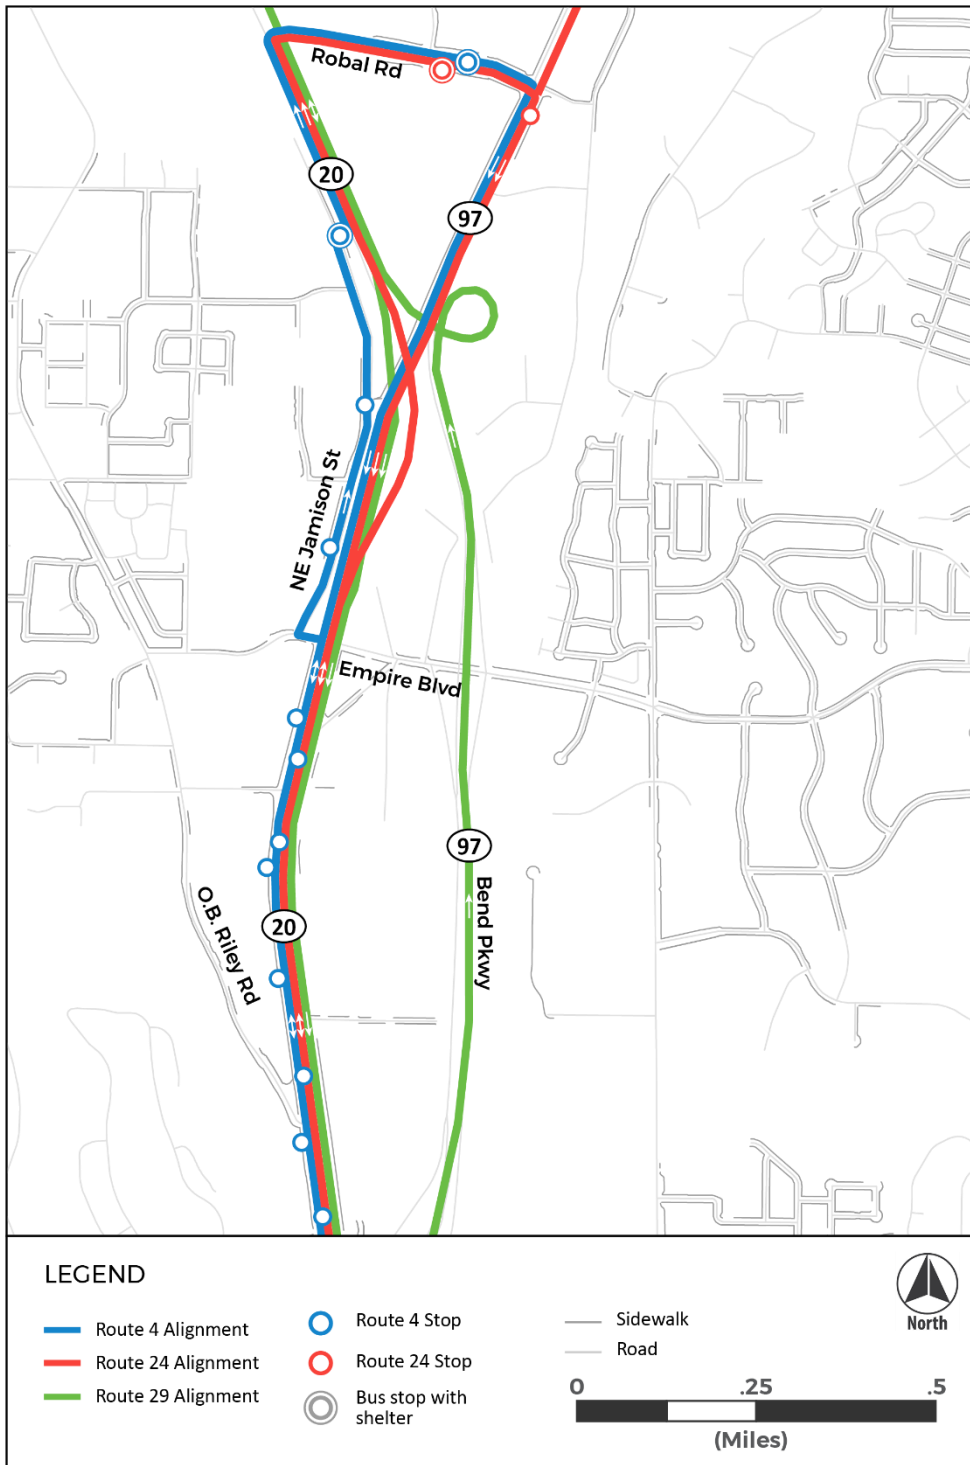 Robal Rd
20
97
NE Jamison St
Empire Blvd
97
Bend Pkwy
O.B. Riley Rd
20
LEGEND
Route 4 Alignment
Route 24 Alignment
Route 29 Alignment
Route 4 Stop
Route 24 Stop
Bus stop with
shelter
Sidewalk
Road
North
0 .25 .5
(Miles)